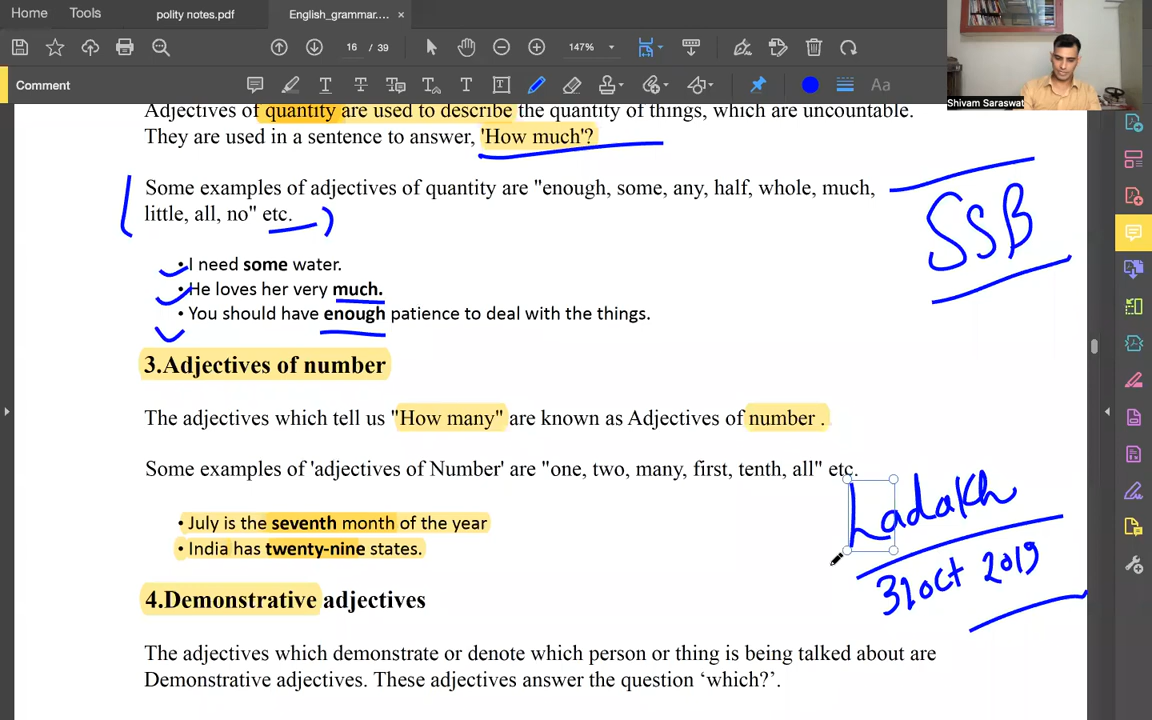 Home Tools polity notes.pdf English_grammar.... ×
16 / 39 147%
Comment Aa
Shivam Saraswat
Adjectives of quantity are used to describe the quantity of things, which are uncountable.
They are used in a sentence to answer, 'How much'?
Some examples of adjectives of quantity are "enough, some, any, half, whole, much,
little, all, no" etc.
SSB
•I need some water.
•He loves her very much.
•You should have enough patience to deal with the things.
3.Adjectives of number
The adjectives which tell us "How many" are known as Adjectives of number .
Some examples of 'adjectives of Number' are "one, two, many, first, tenth, all" etc.
Ladakh
•July is the seventh month of the year
•India has twenty-nine states.
31 oct 2019
4.Demonstrative adjectives
The adjectives which demonstrate or denote which person or thing is being talked about are
Demonstrative adjectives. These adjectives answer the question ‘which?’.